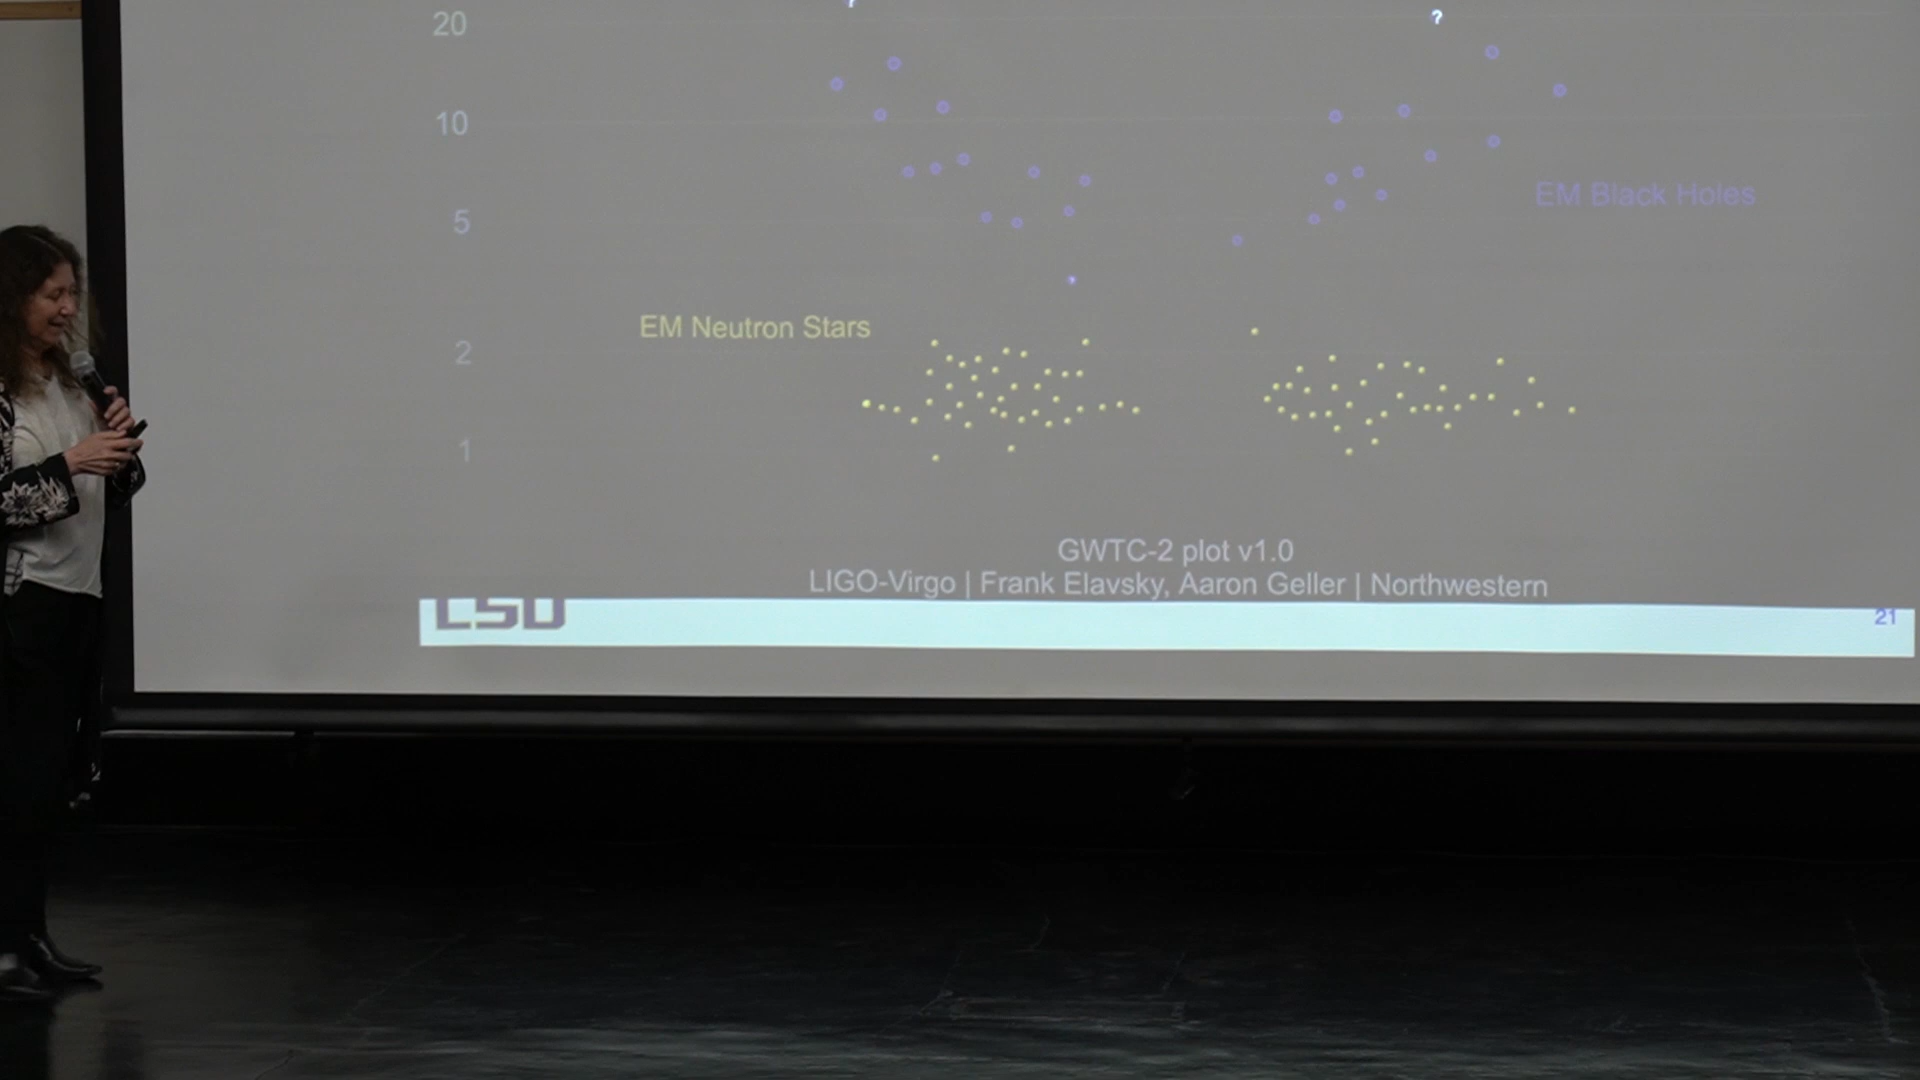 20
?
10
5
EM Black Holes
EM Neutron Stars
2
1
GWTC-2 plot v1.0
LIGO-Virgo | Frank Elavsky, Aaron Geller | Northwestern
LSU
21